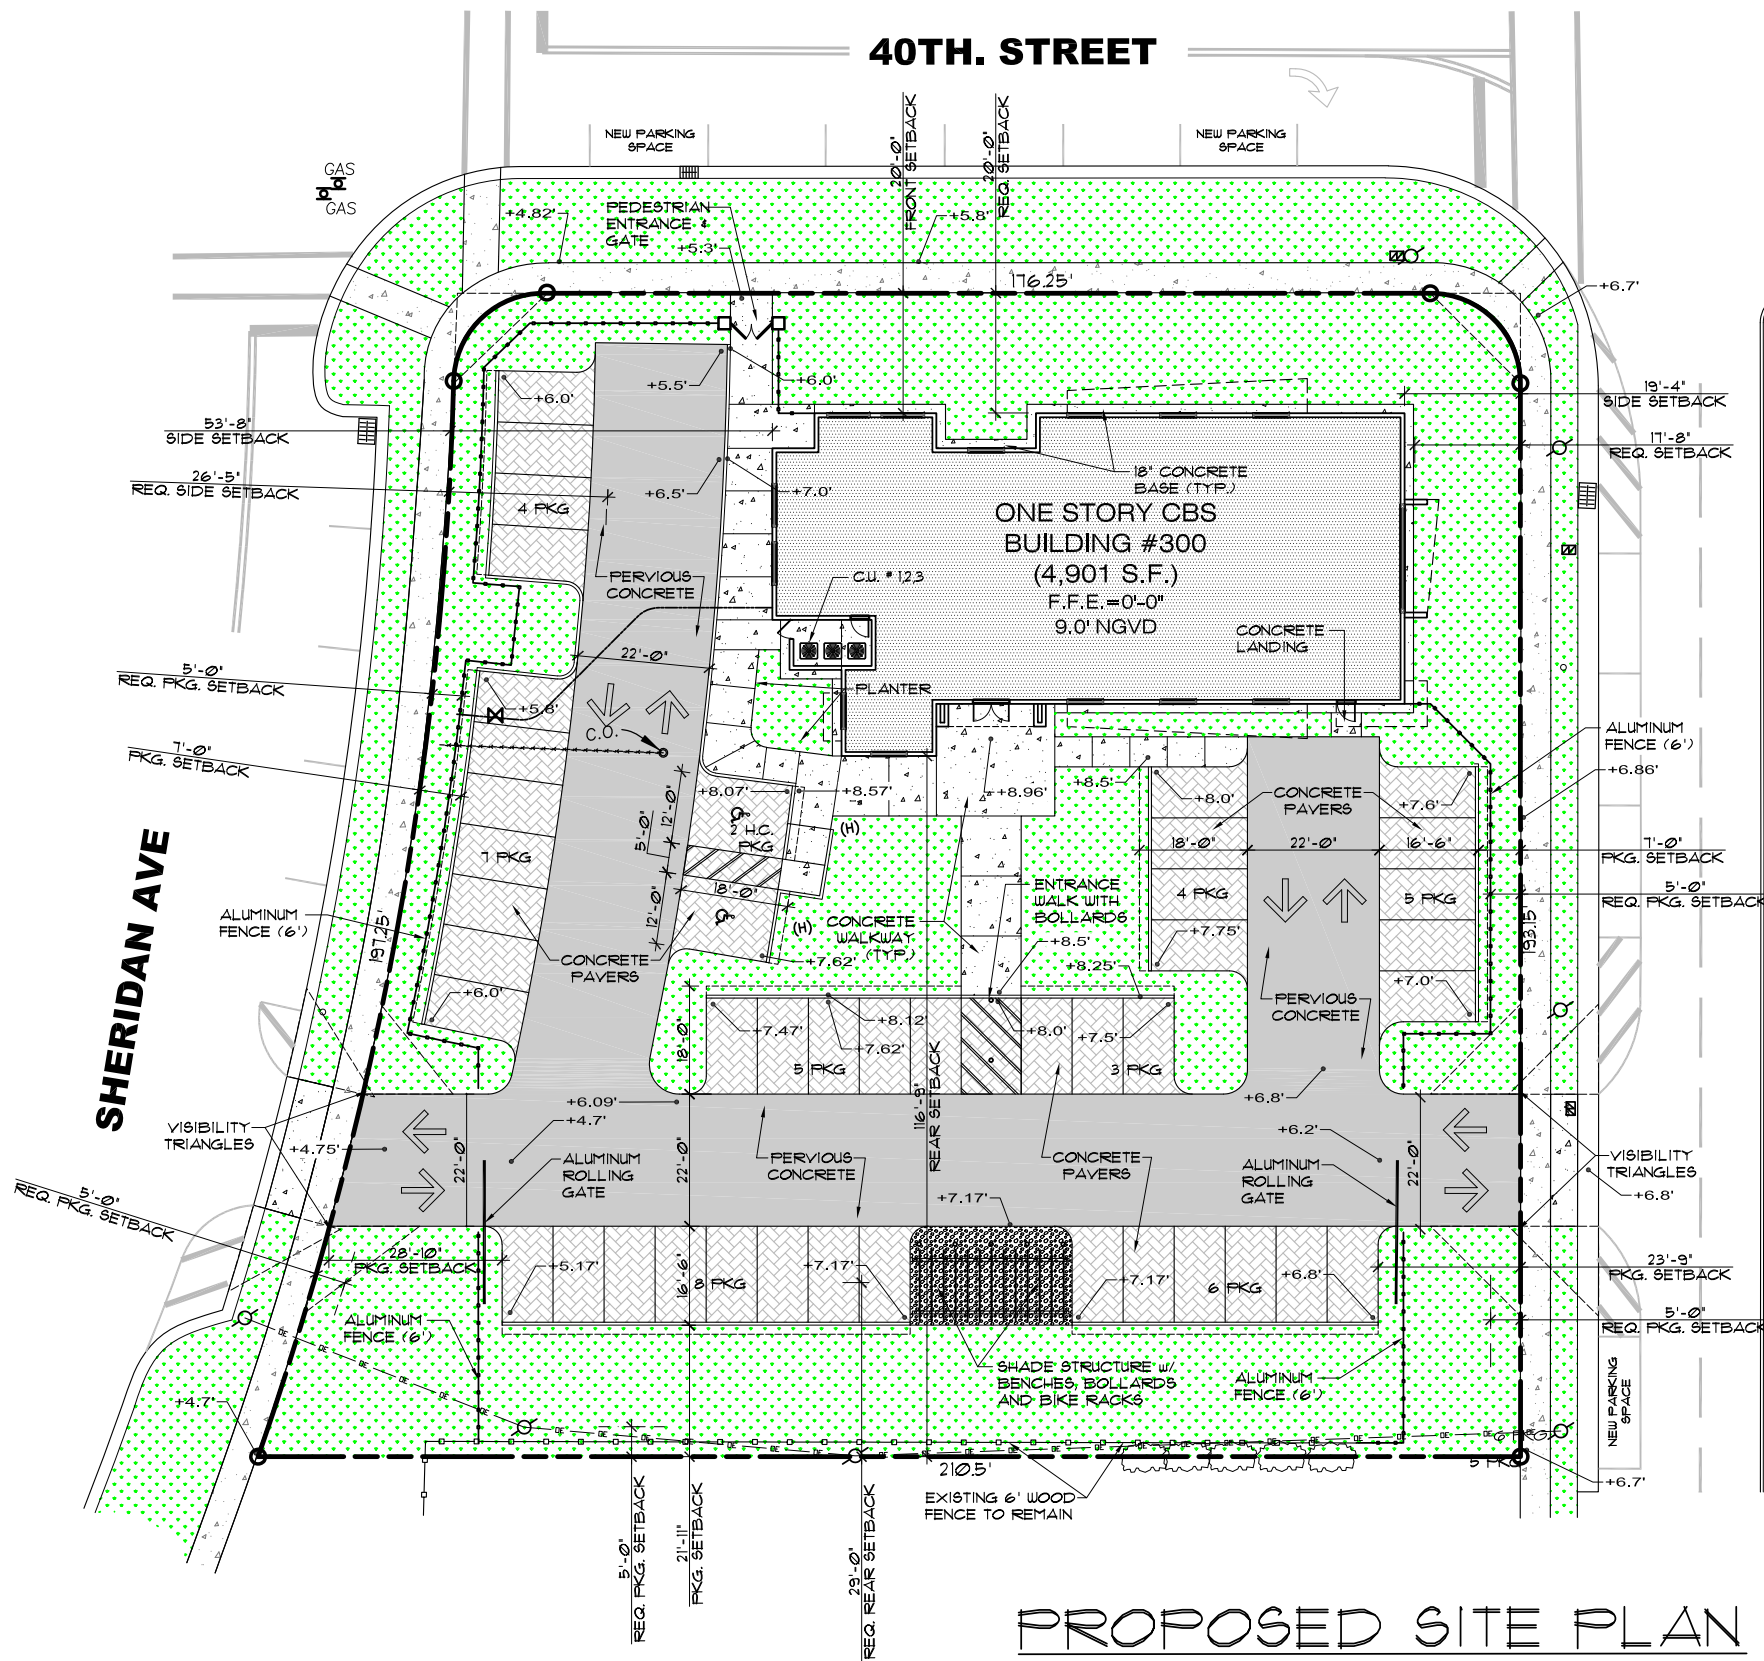 40TH. STREET
NEW PARKING
SPACE
NEW PARKING
SPACE
GAS
GAS
20'-0"
FRONT SETBACK
20'-0"
REQ. SETBACK
PEDESTRIAN
ENTRANCE &
GATE
+4.82'
+5.3'
+5.8'
176.25'
+6.7'
+5.5'
+6.0'
+6.0'
53'-8"
SIDE SETBACK
19'-4"
SIDE SETBACK
17'-8"
REQ. SETBACK
26'-5"
REQ. SIDE SETBACK
4 PKG
+6.5'
+7.0'
18" CONCRETE
BASE (TYP.)
ONE STORY CBS
BUILDING #300
(4,901 S.F.)
F.F.E.=0'-0"
9.0' NGVD
C.U. # 1,2,3
PERVIOUS
CONCRETE
CONCRETE
LANDING
22'-0"
PLANTER
5'-0"
REQ. PKG. SETBACK
+5.8'
C.O.
7'-0"
PKG. SETBACK
ALUMINUM
FENCE (6')
+6.86'
+8.07'
+8.57'
+8.96'
+8.5'
+8.0'
CONCRETE
PAVERS
+7.6'
12'-0"
5'-0"
12'-0"
2 H.C.
PKG
(H)
18'-0"
(H)
7 PKG
18'-0"
22'-0"
16'-6"
7'-0"
PKG. SETBACK
5'-0"
REQ. PKG. SETBACK
4 PKG
5 PKG
ENTRANCE
WALK WITH
BOLLARDS
CONCRETE
WALKWAY
(TYP.)
SHERIDAN AVE
ALUMINUM
FENCE (6')
197.25'
193.15'
CONCRETE
PAVERS
+7.62'
+8.5'
+8.25'
+7.75'
+7.0'
+6.0'
PERVIOUS
CONCRETE
18'-0"
+7.47'
+8.12'
+7.62'
+8.0'
+7.5'
5 PKG
3 PKG
116'-9"
REAR SETBACK
+6.8'
+6.09'
+4.7'
+6.2'
VISIBILITY
TRIANGLES
+4.75'
22'-0"
ALUMINUM
ROLLING
GATE
22'-0"
PERVIOUS
CONCRETE
CONCRETE
PAVERS
ALUMINUM
ROLLING
GATE
22'-0"
VISIBILITY
TRIANGLES
+6.8'
5'-0"
REQ. PKG. SETBACK
+7.17'
28'-10"
PKG. SETBACK
+5.17'
16'-6"
8 PKG
+7.17'
+7.17'
6 PKG
+6.8'
23'-9"
PKG. SETBACK
5'-0"
REQ. PKG. SETBACK
ALUMINUM
FENCE (6')
SHADE STRUCTURE W/
BENCHES, BOLLARDS
AND BIKE RACKS
ALUMINUM
FENCE (6')
NEW PARKING
SPACE
+4.7'
OE OE OE OE OE OE OE OE OE OE OE
6 PKG
5 PKG
+6.7'
210.5'
EXISTING 6' WOOD
FENCE TO REMAIN
5'-0"
REQ. PKG. SETBACK
21'-11"
PKG. SETBACK
29'-0"
REQ. REAR SETBACK
PROPOSED SITE PLAN